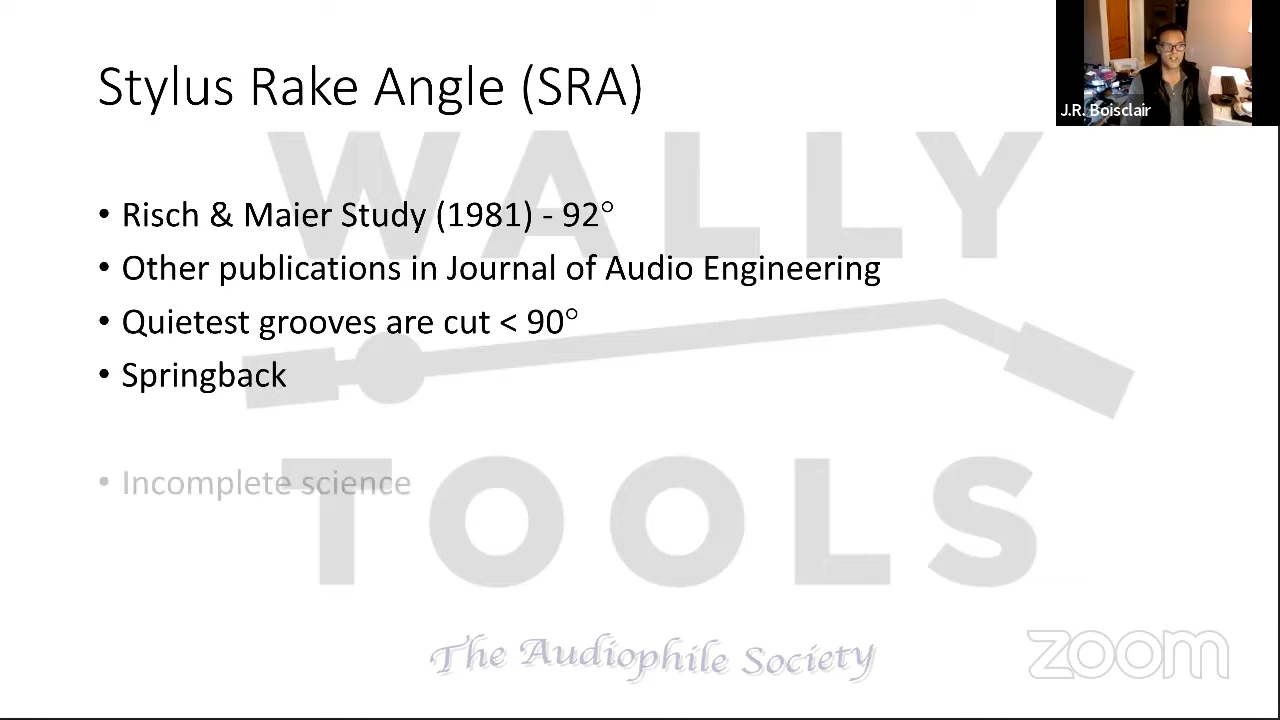 Stylus Rake Angle (SRA)
J.R. Boisclair
WALLY
• Risch & Maier Study (1981) - 92°
• Other publications in Journal of Audio Engineering
• Quietest grooves are cut < 90°
• Springback
• Incomplete science
TOOLS
The Audiophile Society
zoom